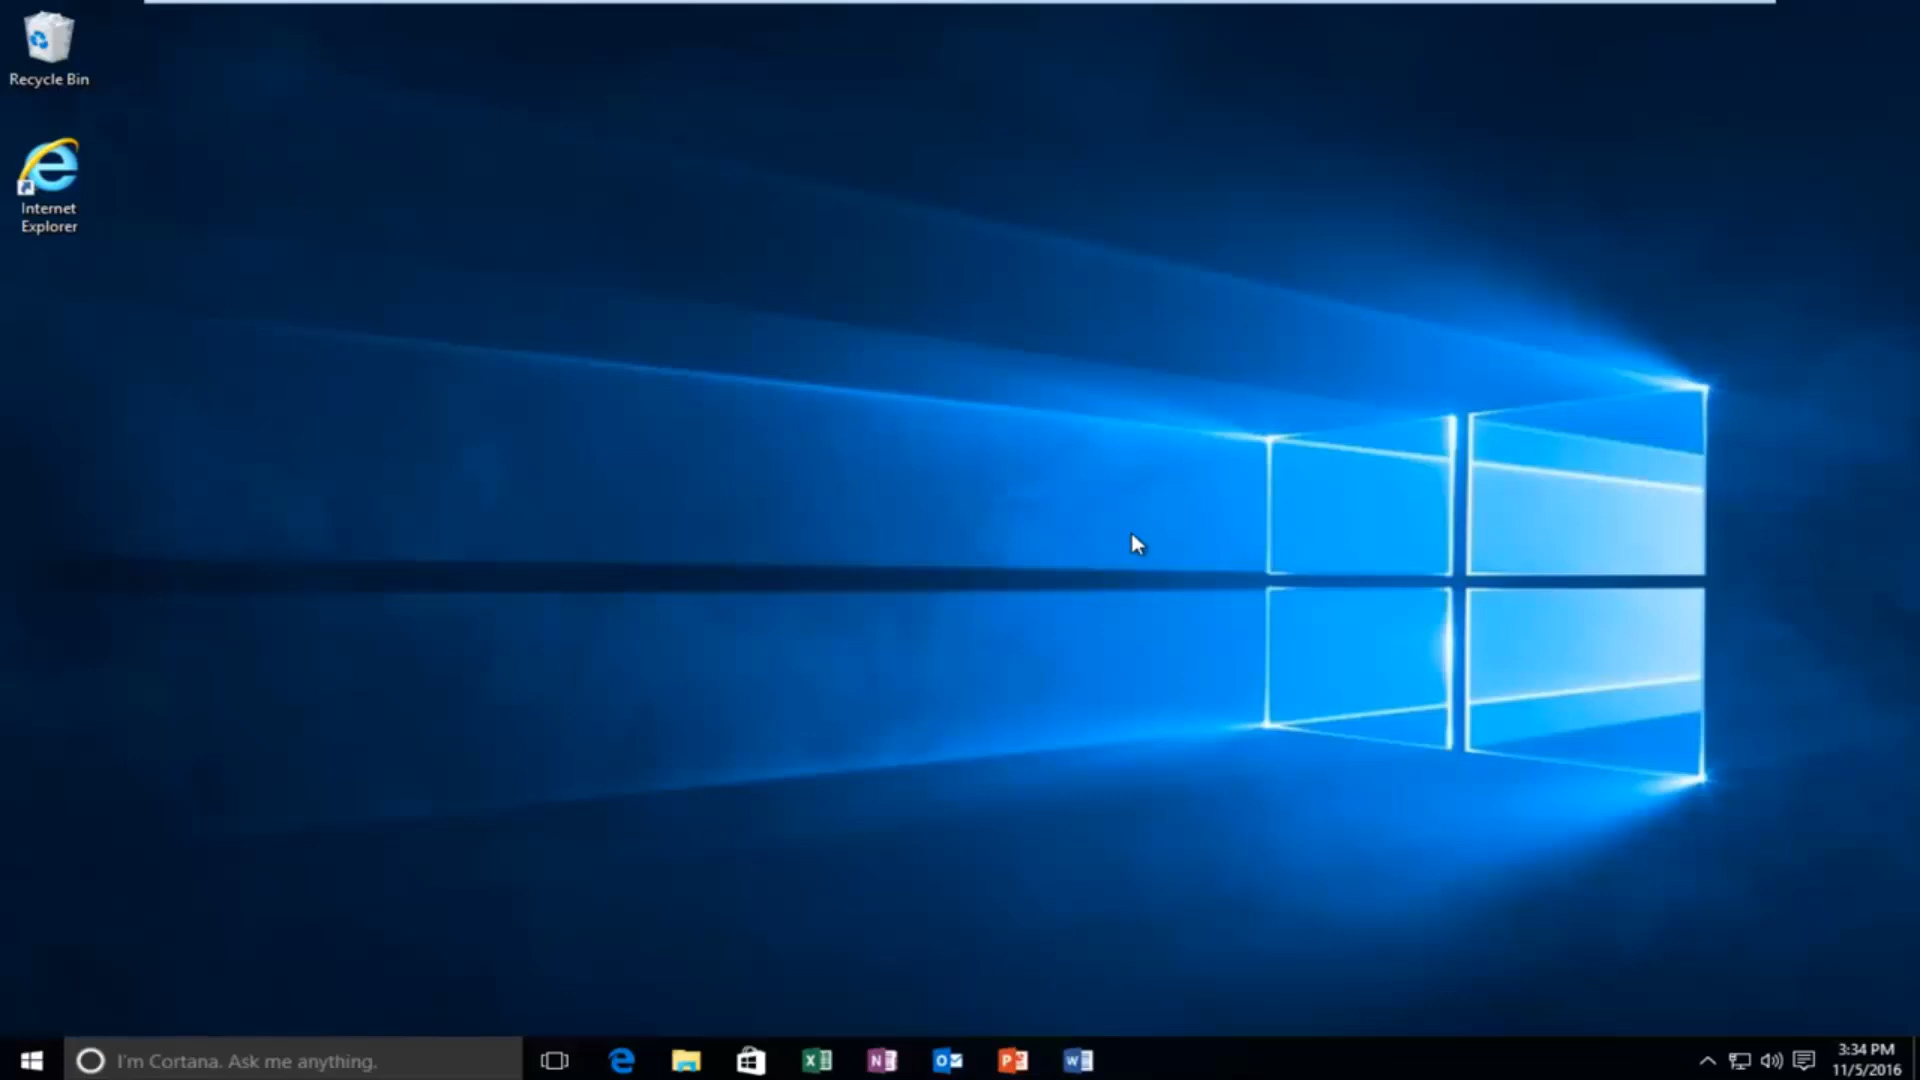 Recycle Bin
Internet
Explorer
I'm Cortana. Ask me anything.
3:34 PM
11/5/2016